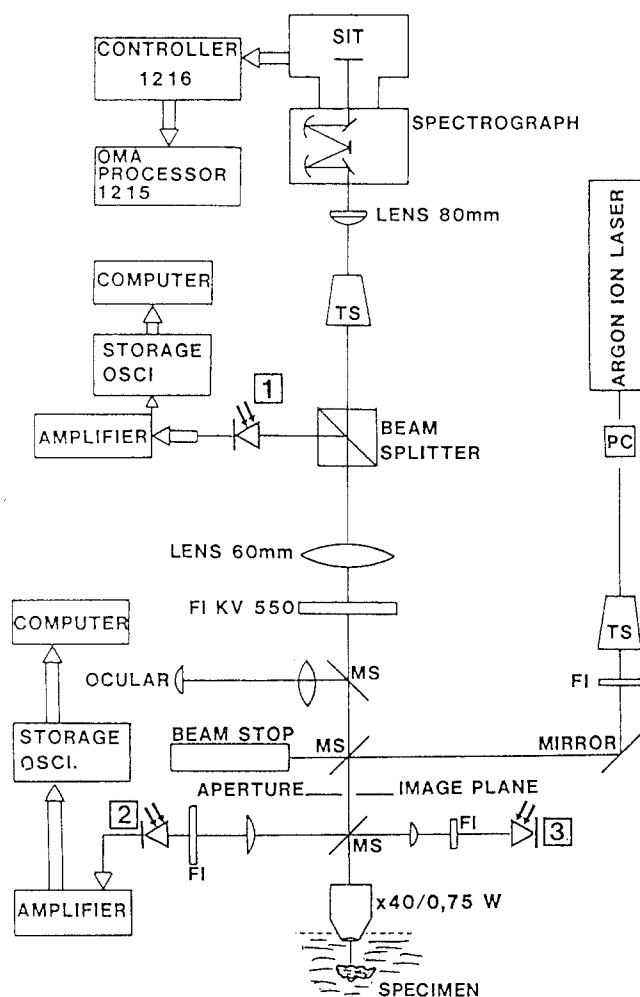 SIT
CONTROLLER
1216
SPECTROGRAPH
OMA
PROCESSOR
1215
LENS 80mm
ARGON ION LASER
COMPUTER
TS
STORAGE
OSCI
1
AMPLIFIER
BEAM
SPLITTER
PC
LENS 60mm
FI KV 550
COMPUTER
TS
OCULAR
MS
FI
STORAGE
OSCI.
BEAM STOP
MS
MIRROR
APERTURE
IMAGE PLANE
2
FI
MS
FI
3
AMPLIFIER
x40/0,75 W
SPECIMEN